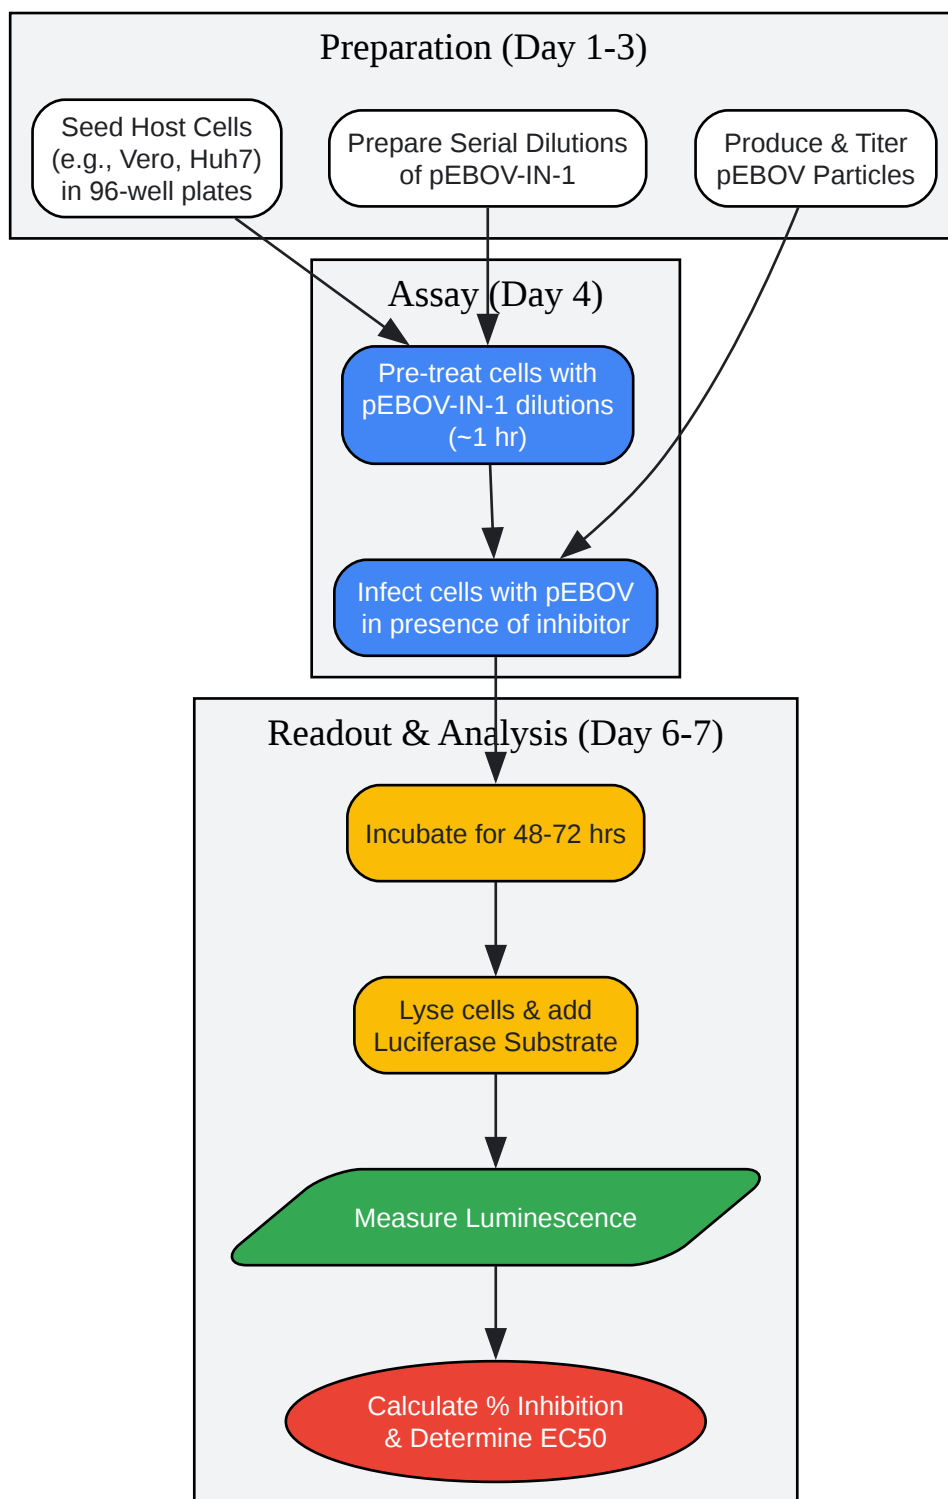 Preparation (Day 1-3)
Seed Host Cells
(e.g., Vero, Huh7)
in 96-well plates
Prepare Serial Dilutions
of pEBOV-IN-1
Produce & Titer
pEBOV Particles
Assay (Day 4)
Pre-treat cells with
pEBOV-IN-1 dilutions
(~1 hr)
Infect cells with pEBOV
in presence of inhibitor
Readout & Analysis (Day 6-7)
Incubate for 48-72 hrs
Lyse cells & add
Luciferase Substrate
Measure Luminescence
Calculate % Inhibition
& Determine EC50